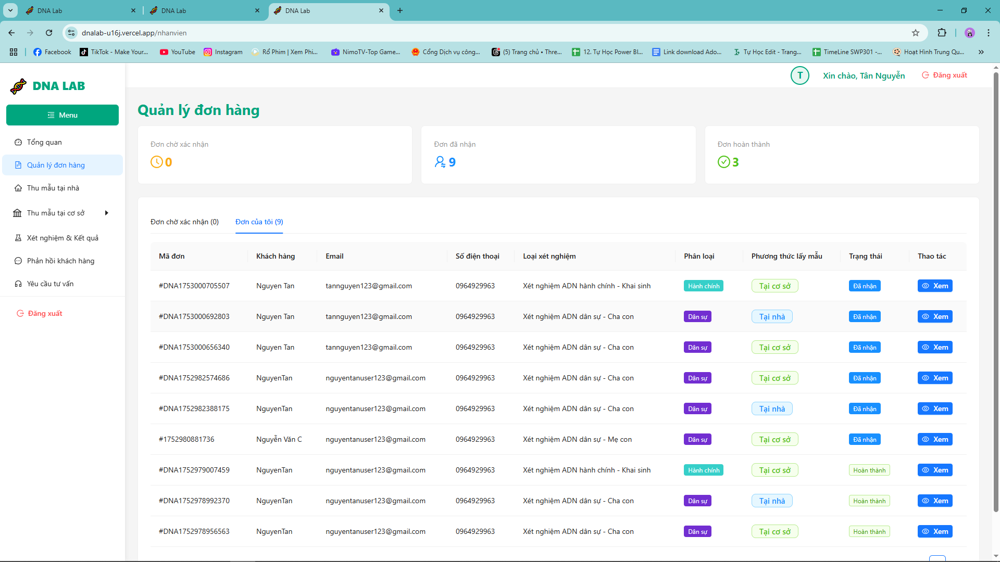 DNA Lab
DNA Lab
DNA Lab
dnalab-u16j.vercel.app/nhanvien
Facebook
TikTok - Make Your...
YouTube
Instagram
Rổ Phim | Xem Phi...
NimoTV-Top Game...
Cổng Dịch vụ công...
(5) Trang chủ • Thre...
12. Tự Học Power BI...
Link download Ado...
Tự Học Edit - Trang...
TimeLine SWP301 -...
Hoạt Hình Trung Qu...
DNA LAB
T
Xin chào, Tân Nguyễn
Đăng xuất
Menu
Tổng quan
Quản lý đơn hàng
Thu mẫu tại nhà
Thu mẫu tại cơ sở
Xét nghiệm & Kết quả
Phản hồi khách hàng
Yêu cầu tư vấn
Đăng xuất
Quản lý đơn hàng
Đơn chờ xác nhận
0
Đơn đã nhận
9
Đơn hoàn thành
3
Đơn chờ xác nhận (0) Đơn của tôi (9)
Mã đơn Khách hàng Email Số điện thoại Loại xét nghiệm Phân loại Phương thức lấy mẫu Trạng thái Thao tác
#DNA1753000705507 Nguyen Tan tannguyen123@gmail.com 0964929963 Xét nghiệm ADN hành chính - Khai sinh Hành chính Tại cơ sở Đã nhận Xem
#DNA1753000692803 Nguyen Tan tannguyen123@gmail.com 0964929963 Xét nghiệm ADN dân sự - Cha con Dân sự Tại nhà Đã nhận Xem
#DNA1753000656340 Nguyen Tan tannguyen123@gmail.com 0964929963 Xét nghiệm ADN dân sự - Cha con Dân sự Tại cơ sở Đã nhận Xem
#DNA1752982574686 NguyenTan nguyentanuser123@gmail.com 0964929963 Xét nghiệm ADN dân sự - Cha con Dân sự Tại cơ sở Đã nhận Xem
#DNA1752982388175 NguyenTan nguyentanuser123@gmail.com 0964929963 Xét nghiệm ADN dân sự - Cha con Dân sự Tại nhà Đã nhận Xem
#1752980881736 Nguyễn Văn C nguyentanuser123@gmail.com 0964929963 Xét nghiệm ADN dân sự - Mẹ con Dân sự Tại cơ sở Đã nhận Xem
#DNA1752979007459 NguyenTan nguyentanuser123@gmail.com 0964929963 Xét nghiệm ADN hành chính - Khai sinh Hành chính Tại cơ sở Hoàn thành Xem
#DNA1752978992370 NguyenTan nguyentanuser123@gmail.com 0964929963 Xét nghiệm ADN dân sự - Cha con Dân sự Tại nhà Hoàn thành Xem
#DNA1752978956563 NguyenTan nguyentanuser123@gmail.com 0964929963 Xét nghiệm ADN dân sự - Cha con Dân sự Tại cơ sở Hoàn thành Xem